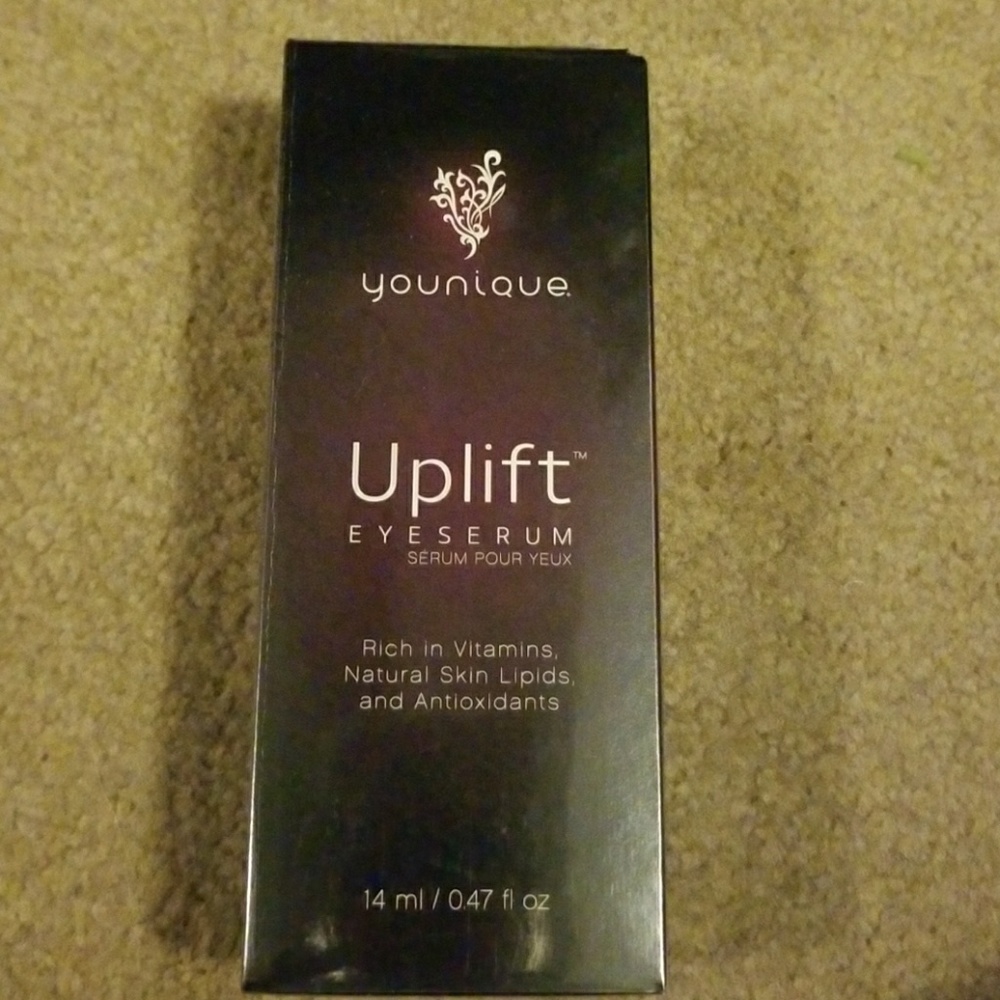 younique
Uplift™
EYESERUM
SÉRUM POUR YEUX
Rich in Vitamins,
Natural Skin Lipids,
and Antioxidants
14 ml / 0.47 fl oz